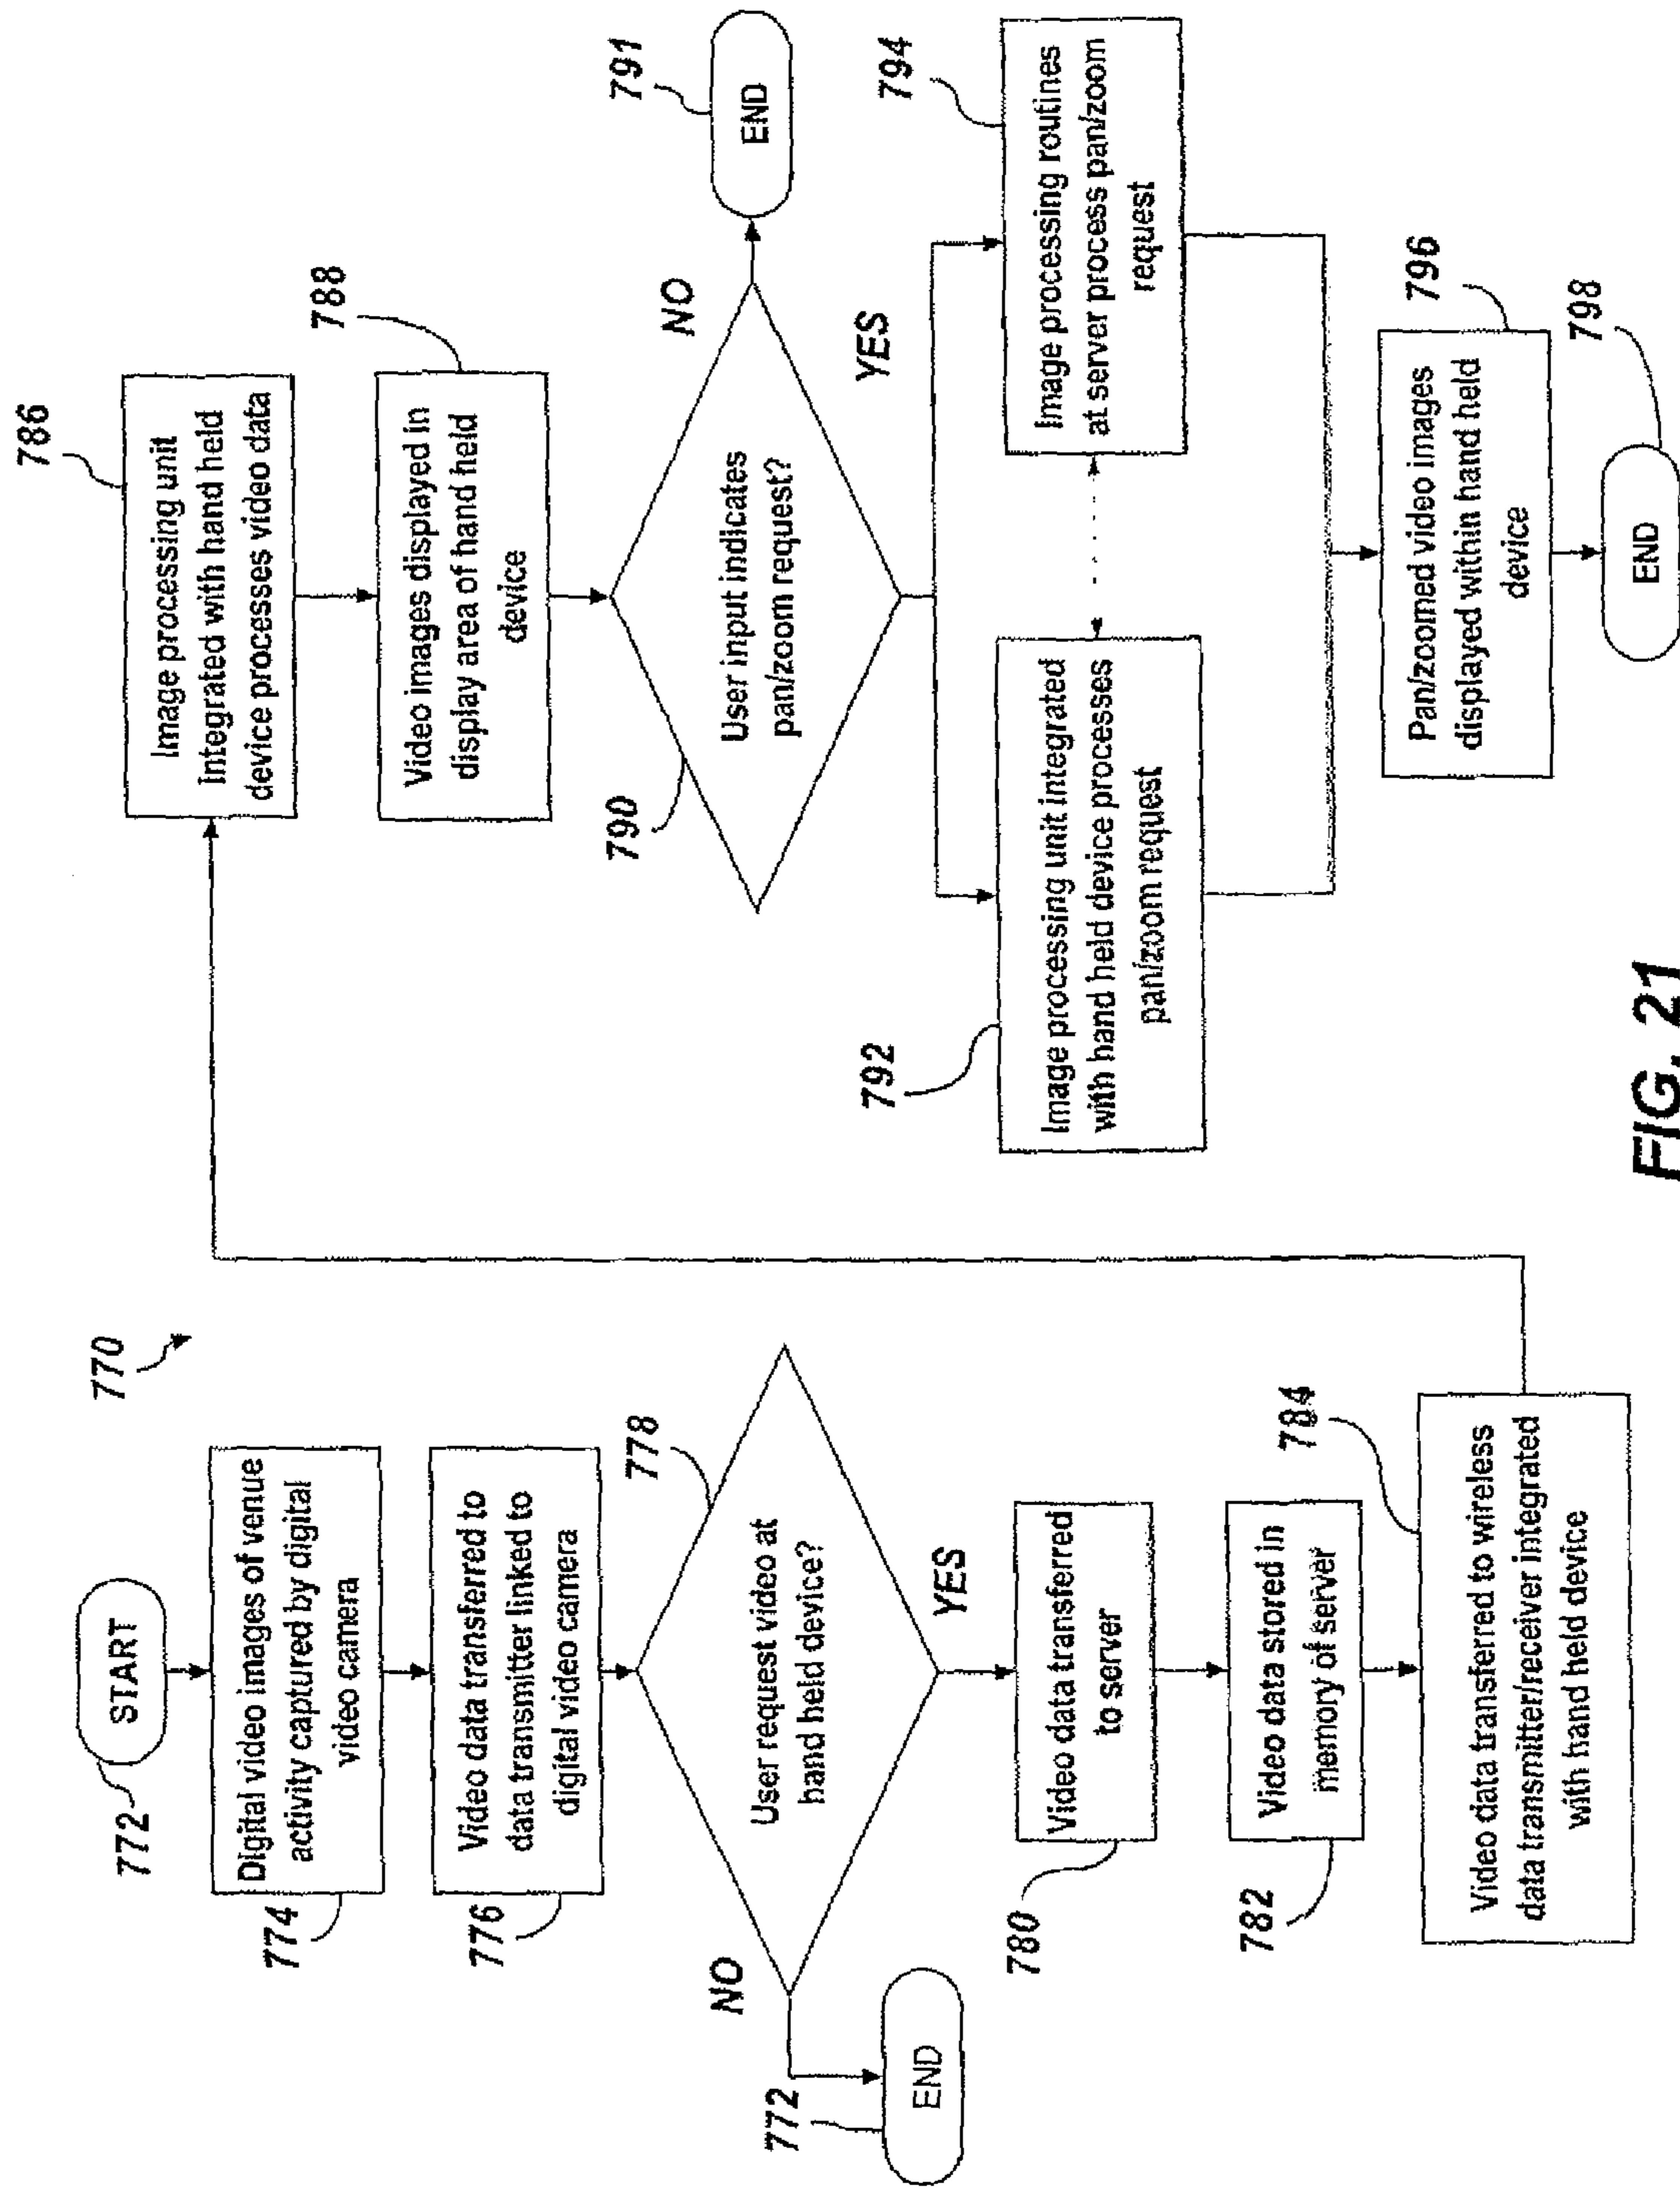 770
START
772
Digital video images of venue
activity captured by digital
video camera
774
Video data transferred to
data transmitter linked to
digital video camera
776
User request video at
hand held device?
778
NO
772
END
YES
Video data transferred
to server
780
Video data stored in
memory of server
782
Video data transferred to wireless
data transmitter/receiver integrated
with hand held device
784
Image processing unit
Integrated with hand held
device processes video data
786
Video images displayed in
display area of hand held
device
788
User input indicates
pan/zoom request?
790
NO
END
791
YES
Image processing unit integrated
with hand held device processes
pan/zoom request
792
Image processing routines
at server process pan/zoom
request
794
Pan/zoomed video images
displayed within hand held
device
796
END
798
FIG. 21